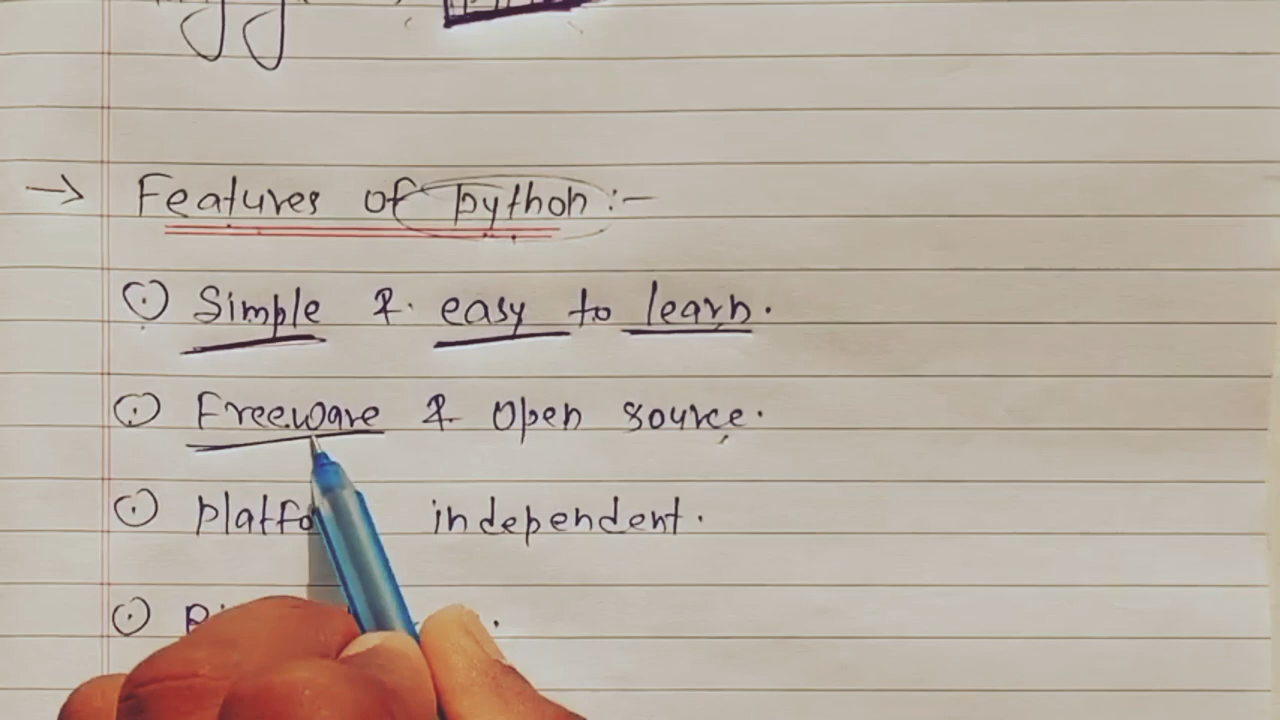 → Features of python :-
⊙ Simple & easy to learn.
⊙ Freeware & Open source.
⊙ platfo independent.